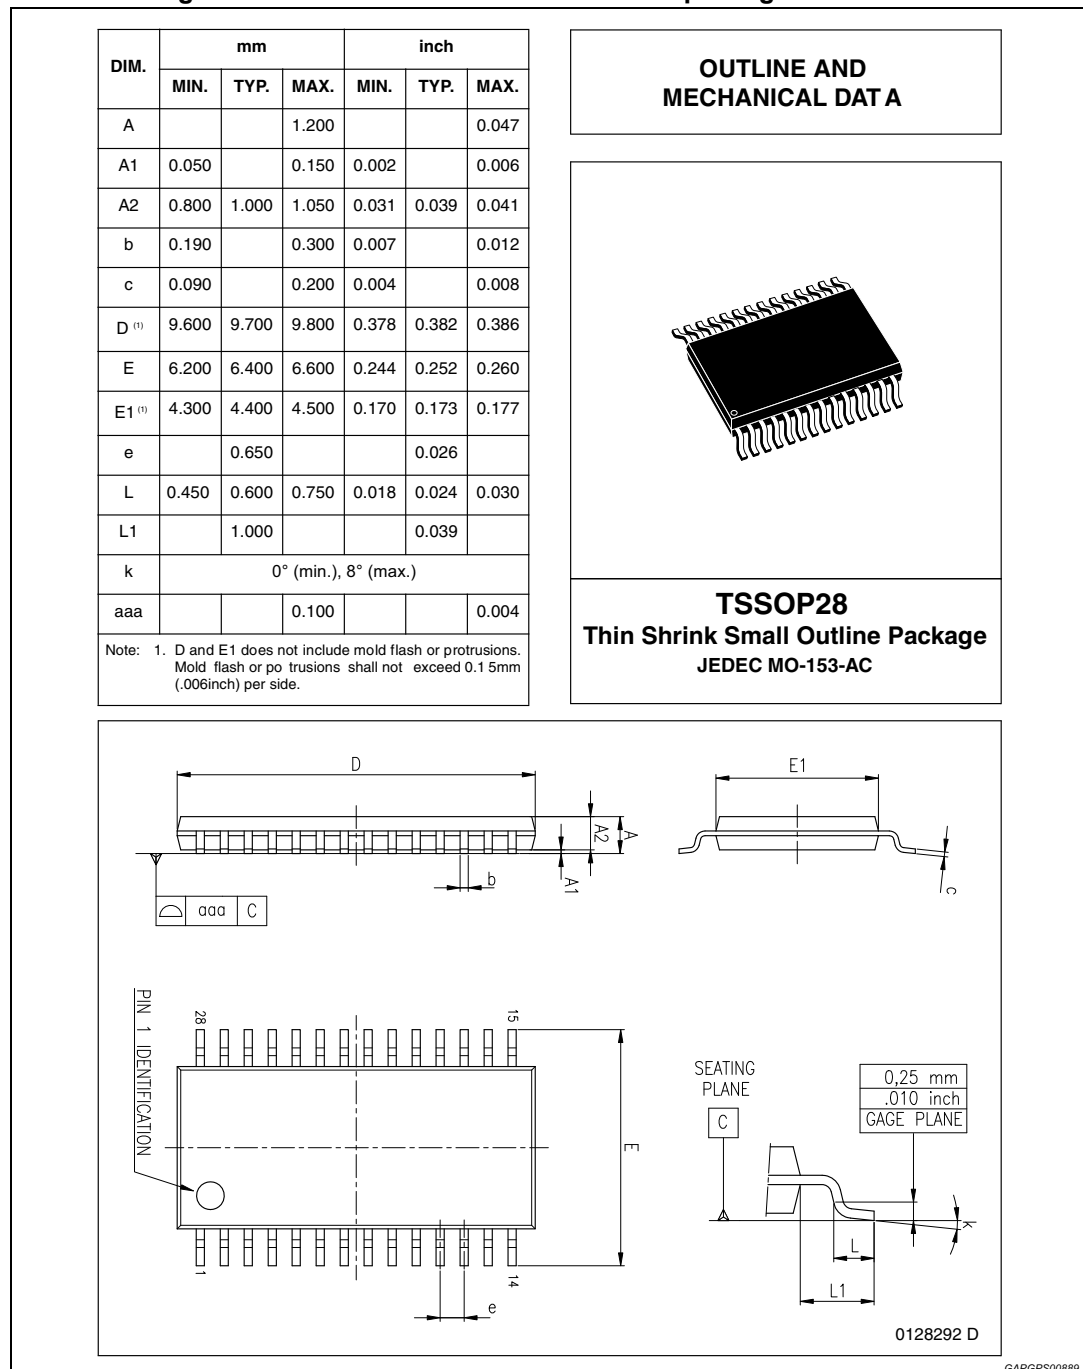 DIM. mm inch
MIN. TYP. MAX. MIN. TYP. MAX.
A 1.200 0.047
A1 0.050 0.150 0.002 0.006
A2 0.800 1.000 1.050 0.031 0.039 0.041
b 0.190 0.300 0.007 0.012
c 0.090 0.200 0.004 0.008
D (1) 9.600 9.700 9.800 0.378 0.382 0.386
E 6.200 6.400 6.600 0.244 0.252 0.260
E1 (1) 4.300 4.400 4.500 0.170 0.173 0.177
e 0.650 0.026
L 0.450 0.600 0.750 0.018 0.024 0.030
L1 1.000 0.039
k 0° (min.), 8° (max.)
aaa 0.100 0.004
Note: 1. D and E1 does not include mold flash or protrusions.
Mold flash or po trusions shall not exceed 0.1 5mm
(.006inch) per side.
OUTLINE AND
MECHANICAL DAT A
TSSOP28
Thin Shrink Small Outline Package
JEDEC MO-153-AC
D
A2
A
A1
b
aaa C
E1
c
PIN 1 IDENTIFICATION
28
15
E
1
14
e
SEATING
PLANE
C
0,25 mm
.010 inch
GAGE PLANE
k
L
L1
0128292 D